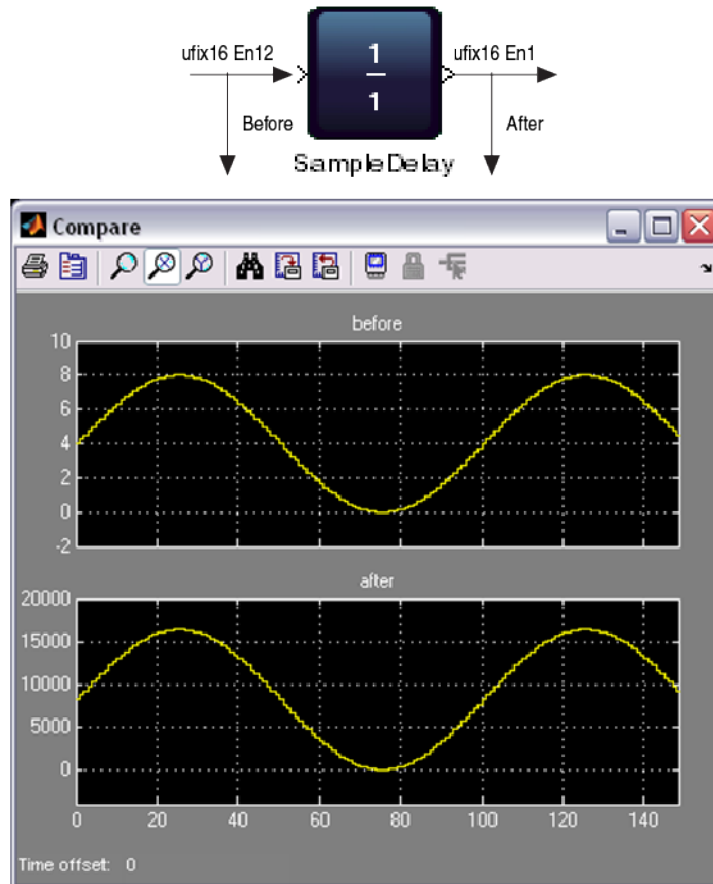 ufix16 En12
1
1
ufix16 En1
Before
After
SampleDelay
Compare
before
10
8
6
4
2
0
-2
after
20000
15000
10000
5000
0
0 20 40 60 80 100 120 140
Time offset: 0